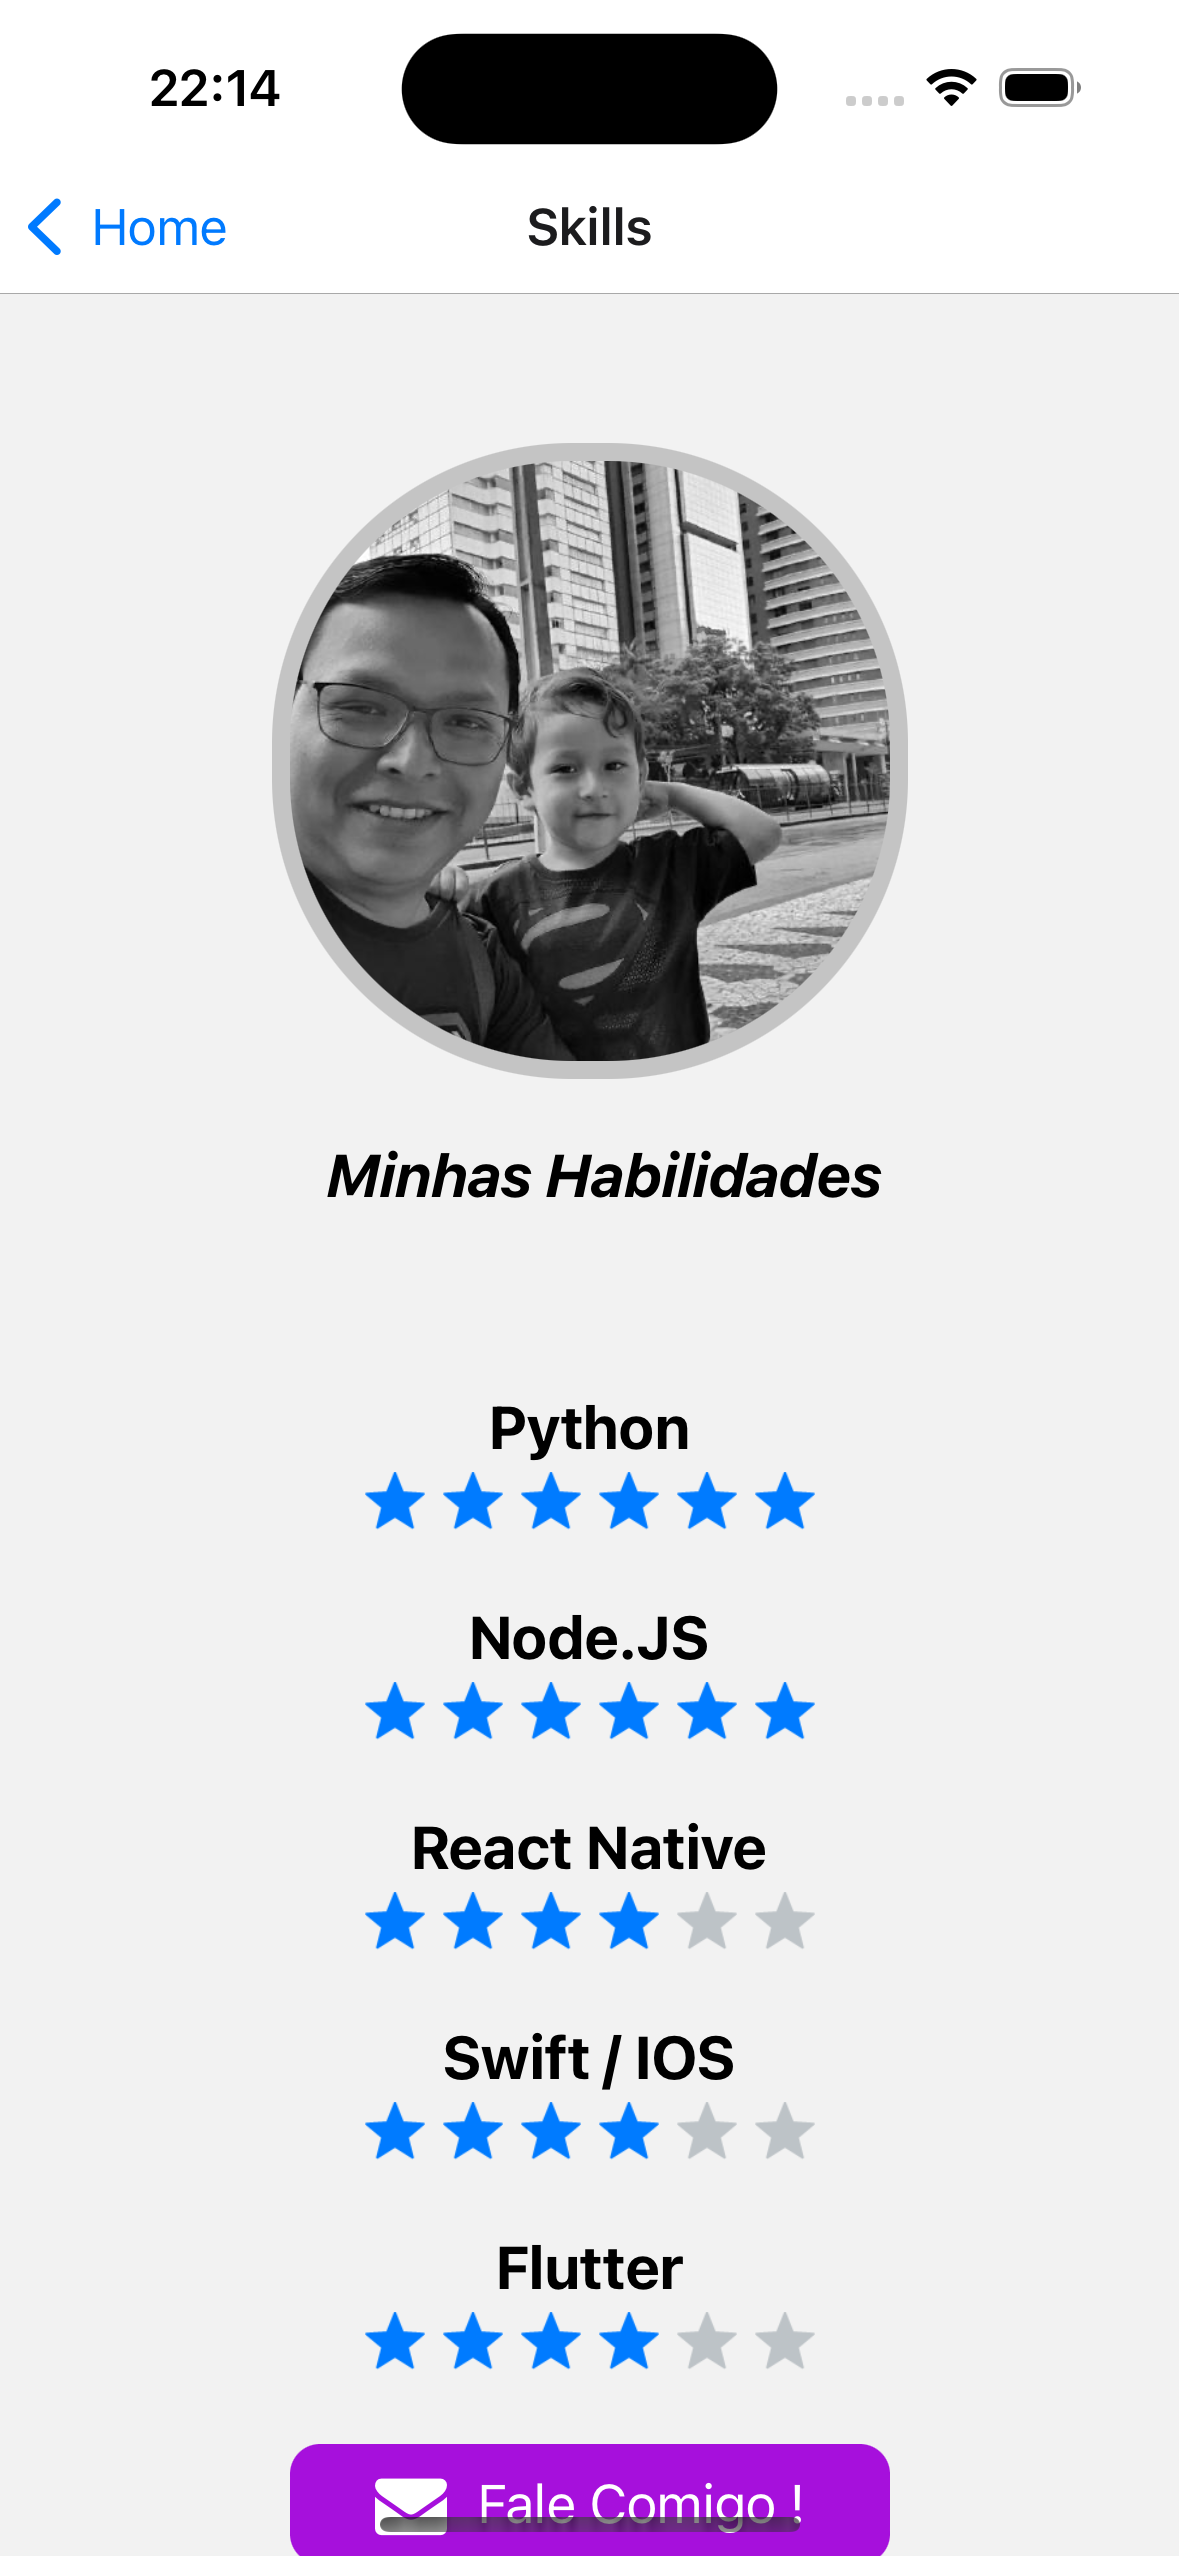 22:14
Home
Skills
Minhas Habilidades
Python
Node.JS
React Native
Swift / IOS
Flutter
Fale Comigo !